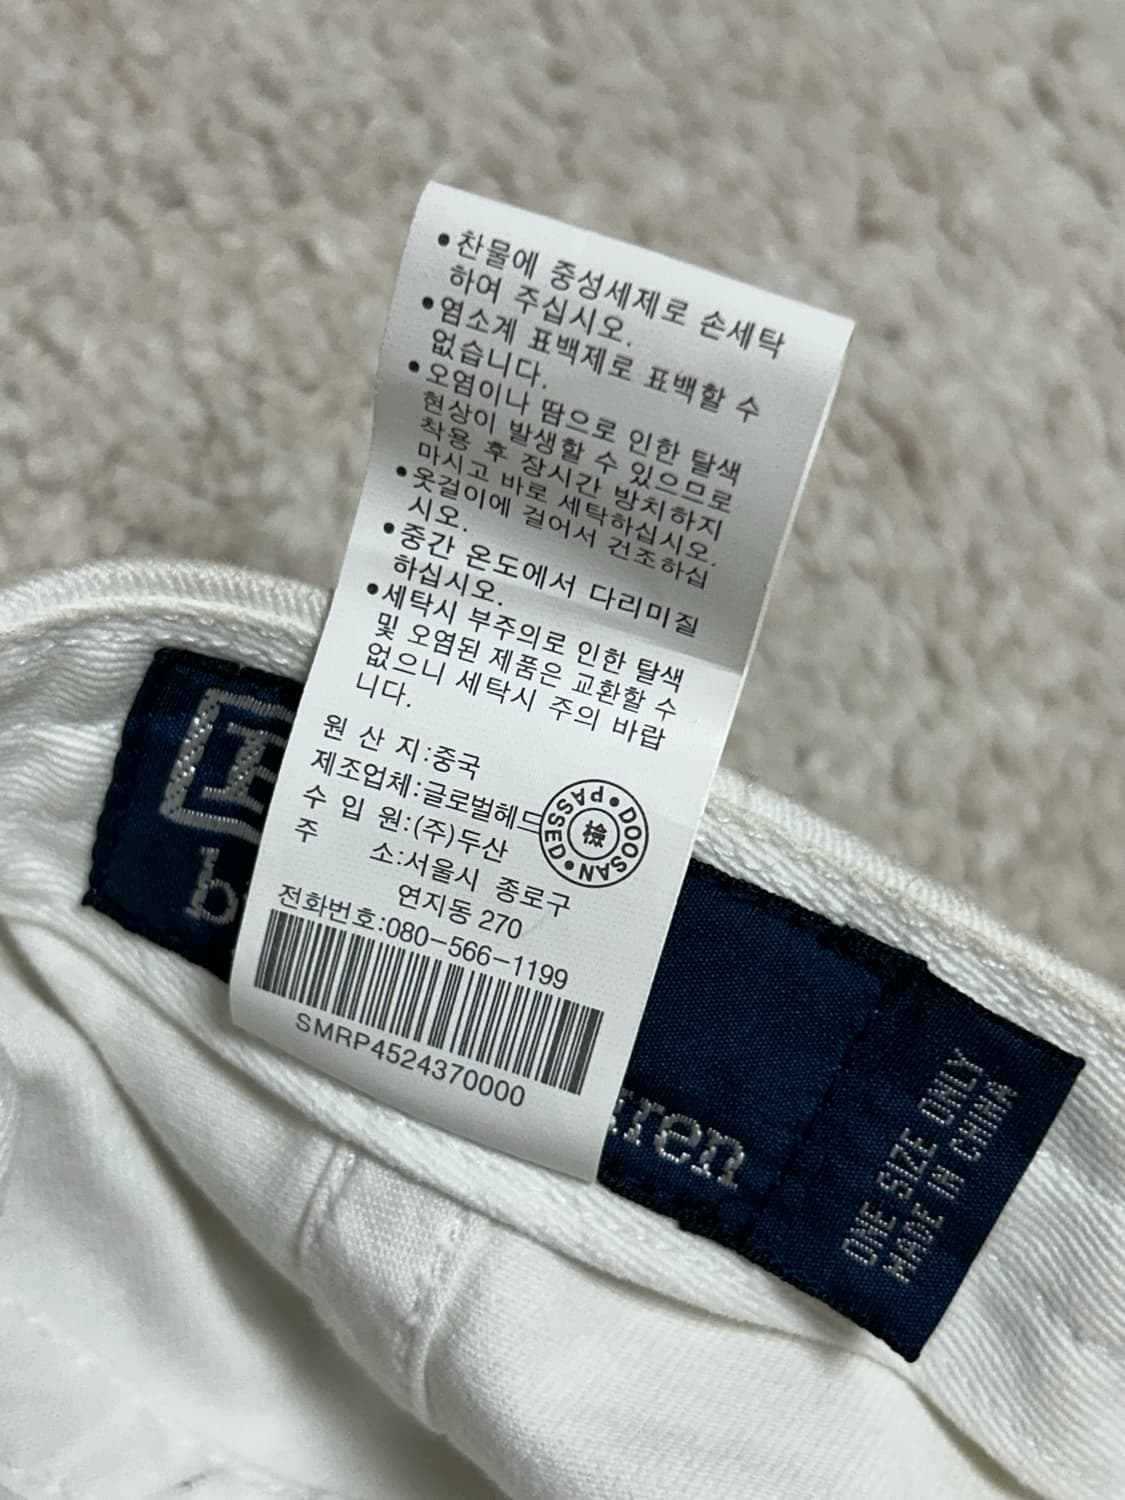 • 찬물에 중성세제로 손세탁
하여 주십시오.
• 염소계 표백제로 표백할 수
없습니다.
• 오염이나 땀으로 인한 탈색
현상이 발생할 수 있으므로
착용 후 장시간 방치하지
마시고 바로 세탁하십시오.
• 옷걸이에 걸어서 건조하십
시오.
• 중간 온도에서 다리미질
하십시오.
• 세탁시 부주의로 인한 탈색
및 오염된 제품은 교환할 수
없으니 세탁시 주의 바랍
니다.
원 산 지:중국
제조업체:글로벌헤드
수 입 원:(주)두산
주 소:서울시 종로구
연지동 270
전화번호:080-566-1199
SMRP4524370000
DOOSAN•PASSED•
檢
b
uren
ONE SIZE ONLY
MADE IN CHINA